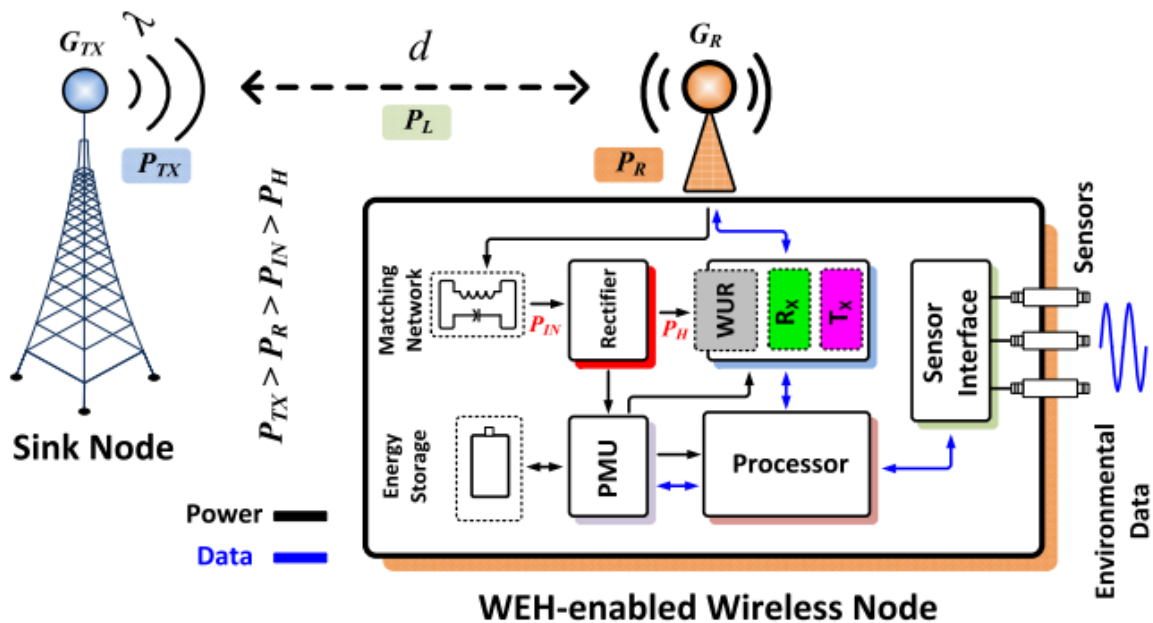 λ
G_TX
d
G_R
P_L
P_TX
P_R
P_TX > P_R > P_IN > P_H
Matching
Network
P_IN
Rectifier
P_H
WUR
R_X
T_X
Sensor
Interface
Sensors
Sink Node
Energy
Storage
PMU
Processor
Environmental
Data
Power
Data
WEH-enabled Wireless Node